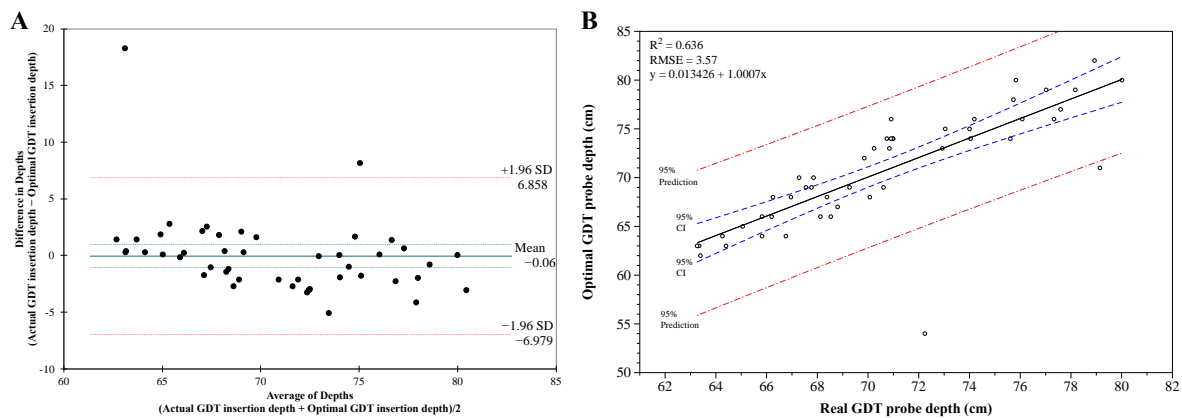 A
Difference in Depths
(Actual GDT insertion depth − Optimal GDT insertion depth)
20
15
10
5
0
-5
-10
+1.96 SD
6.858
Mean
−0.06
−1.96 SD
−6.979
60
65
70
75
80
85
Average of Depths
(Actual GDT insertion depth + Optimal GDT insertion depth)/2
B
Optimal GDT probe depth (cm)
85
80
75
70
65
60
55
50
R² = 0.636
RMSE = 3.57
y = 0.013426 + 1.0007x
95%
Prediction
95%
CI
95%
CI
95%
Prediction
62
64
66
68
70
72
74
76
78
80
82
Real GDT probe depth (cm)